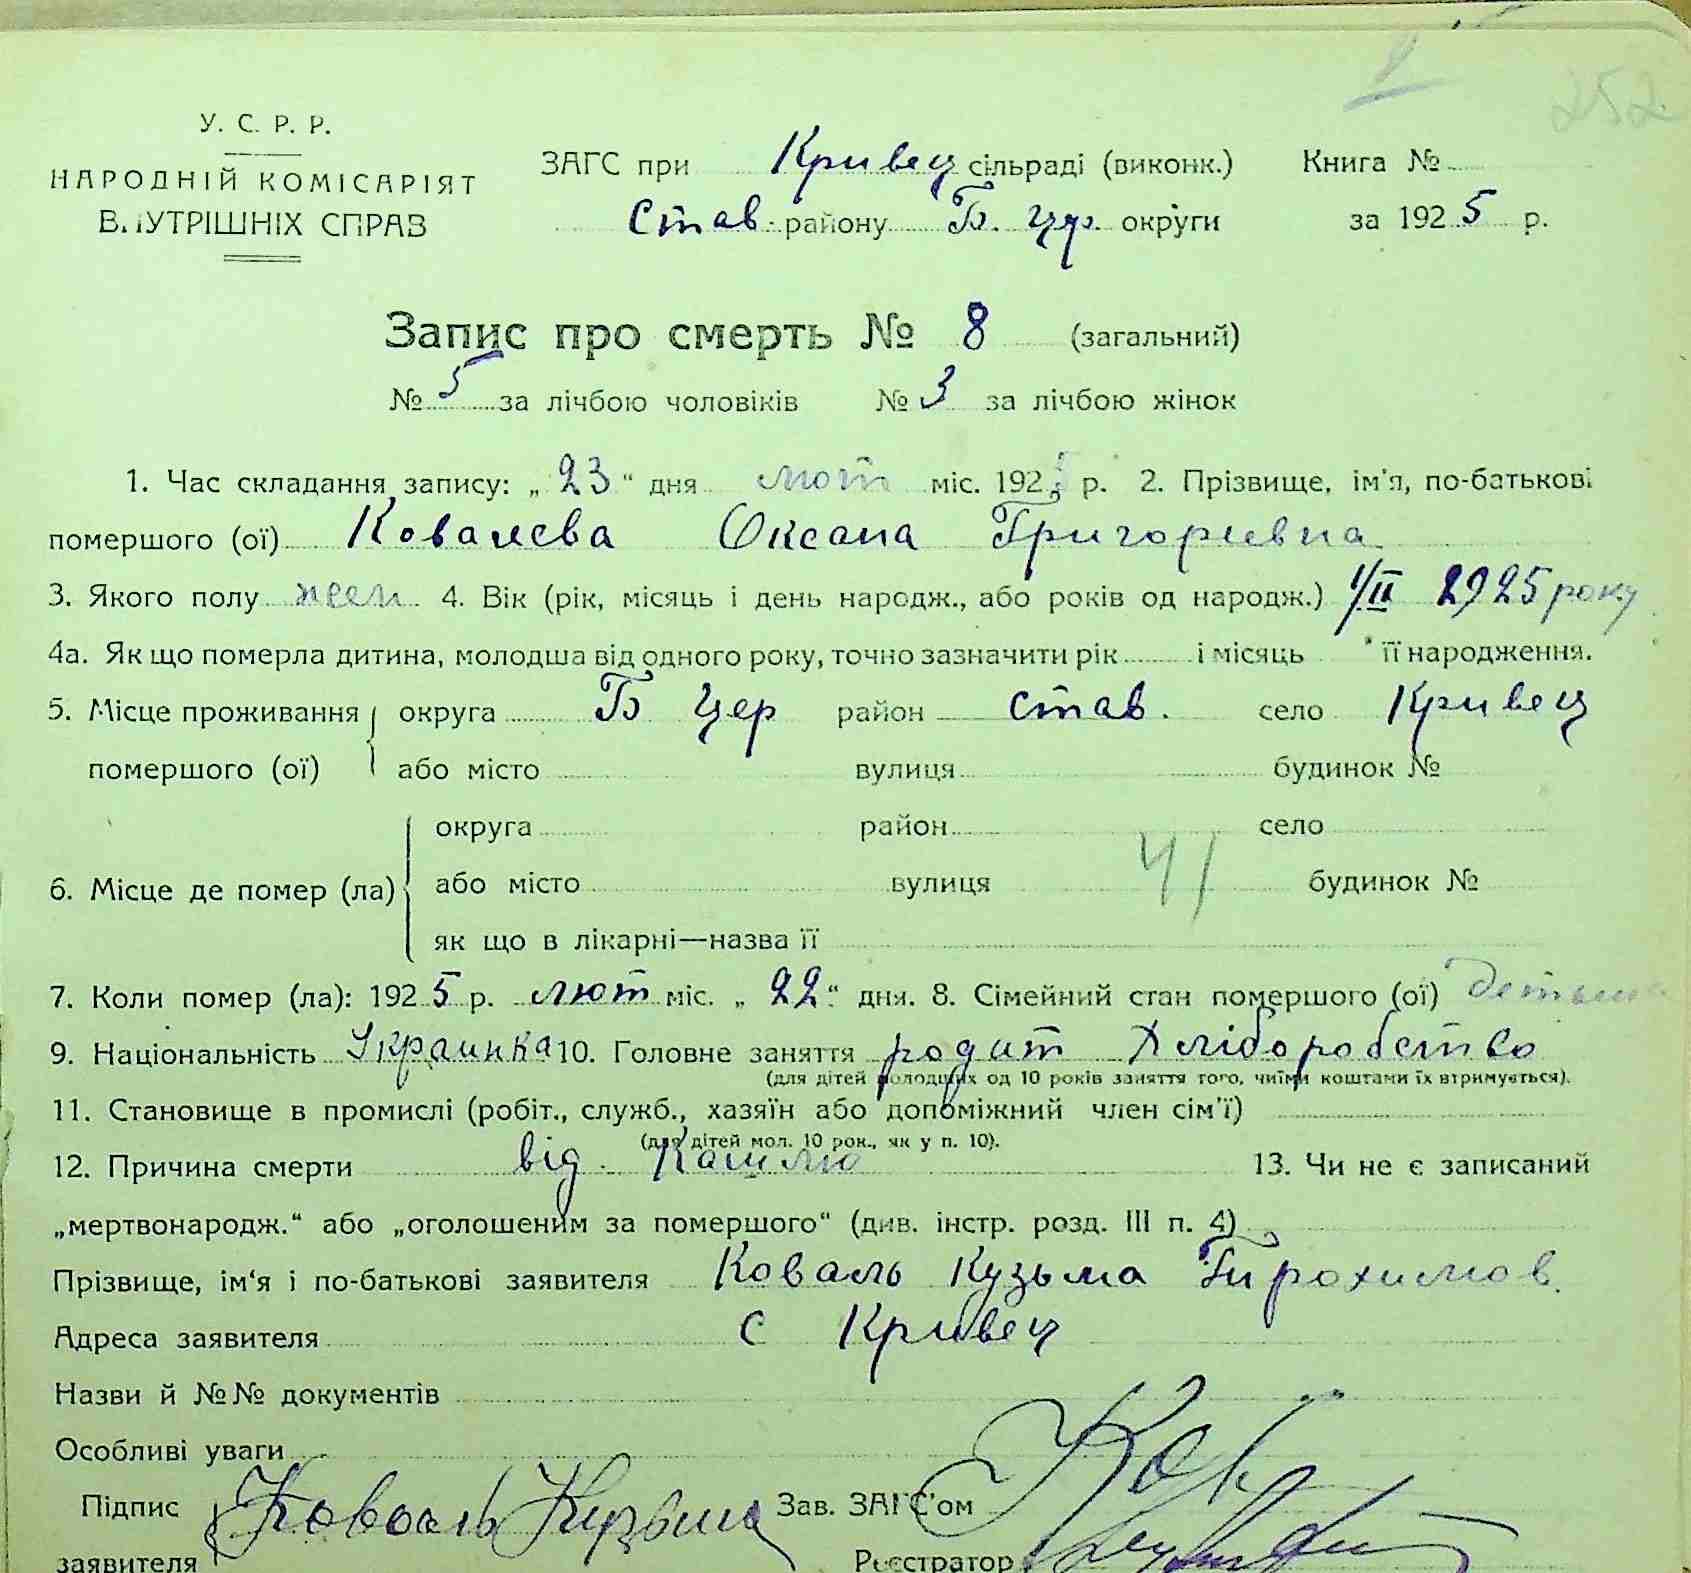 252
У. С. Р. Р.
НАРОДНІЙ КОМІСАРІЯТ
ВНУТРІШНІХ СПРАВ
ЗАГС при Кривец сільраді (виконк.) Книга №
Став. району Б. Цер. округи за 1925 р.
Запис про смерть № 8 (загальний)
№ 5 за лічбою чоловіків № 3 за лічбою жінок
1. Час складання запису: „23“ дня лют міс. 1925 р. 2. Прізвище, ім'я, по-батькові
помершого (ої) Ковалєва Оксана Григориевна
3. Якого полу жен 4. Вік (рік, місяць і день народж., або років од народж.) 1/II 1925 року
4а. Як що померла дитина, молодша від одного року, точно зазначити рік і місяць її народження.
5. Місце проживання округа Б Цер район Став. село Кривец
помершого (ої) або місто вулиця будинок №
округа район село
41
6. Місце де помер (ла) або місто вулиця будинок №
як що в лікарні—назва її
7. Коли помер (ла): 1925 р. лют міс. „22“ дня. 8. Сімейний стан помершого (ої)
9. Національність Украинка 10. Головне заняття родит Хліборобство
(для дітей молодших од 10 років заняття того, чиїми коштами їх втримується).
11. Становище в промислі (робіт., служб., хазяїн або допоміжний член сім'ї)
(для дітей мол. 10 рок., як у п. 10).
12. Причина смерти від Кашлю 13. Чи не є записаний
„мертвонародж.“ або „оголошеним за помершого“ (див. інстр. розд. III п. 4)
Прізвище, ім'я і по-батькові заявителя Коваль Кузьма Трохимов.
Адреса заявителя с Кривец
Назви й №№ документів
Особливі уваги
Підпис Коваль Кузьма Зав. ЗАГС'ом
заявителя Реєстратор